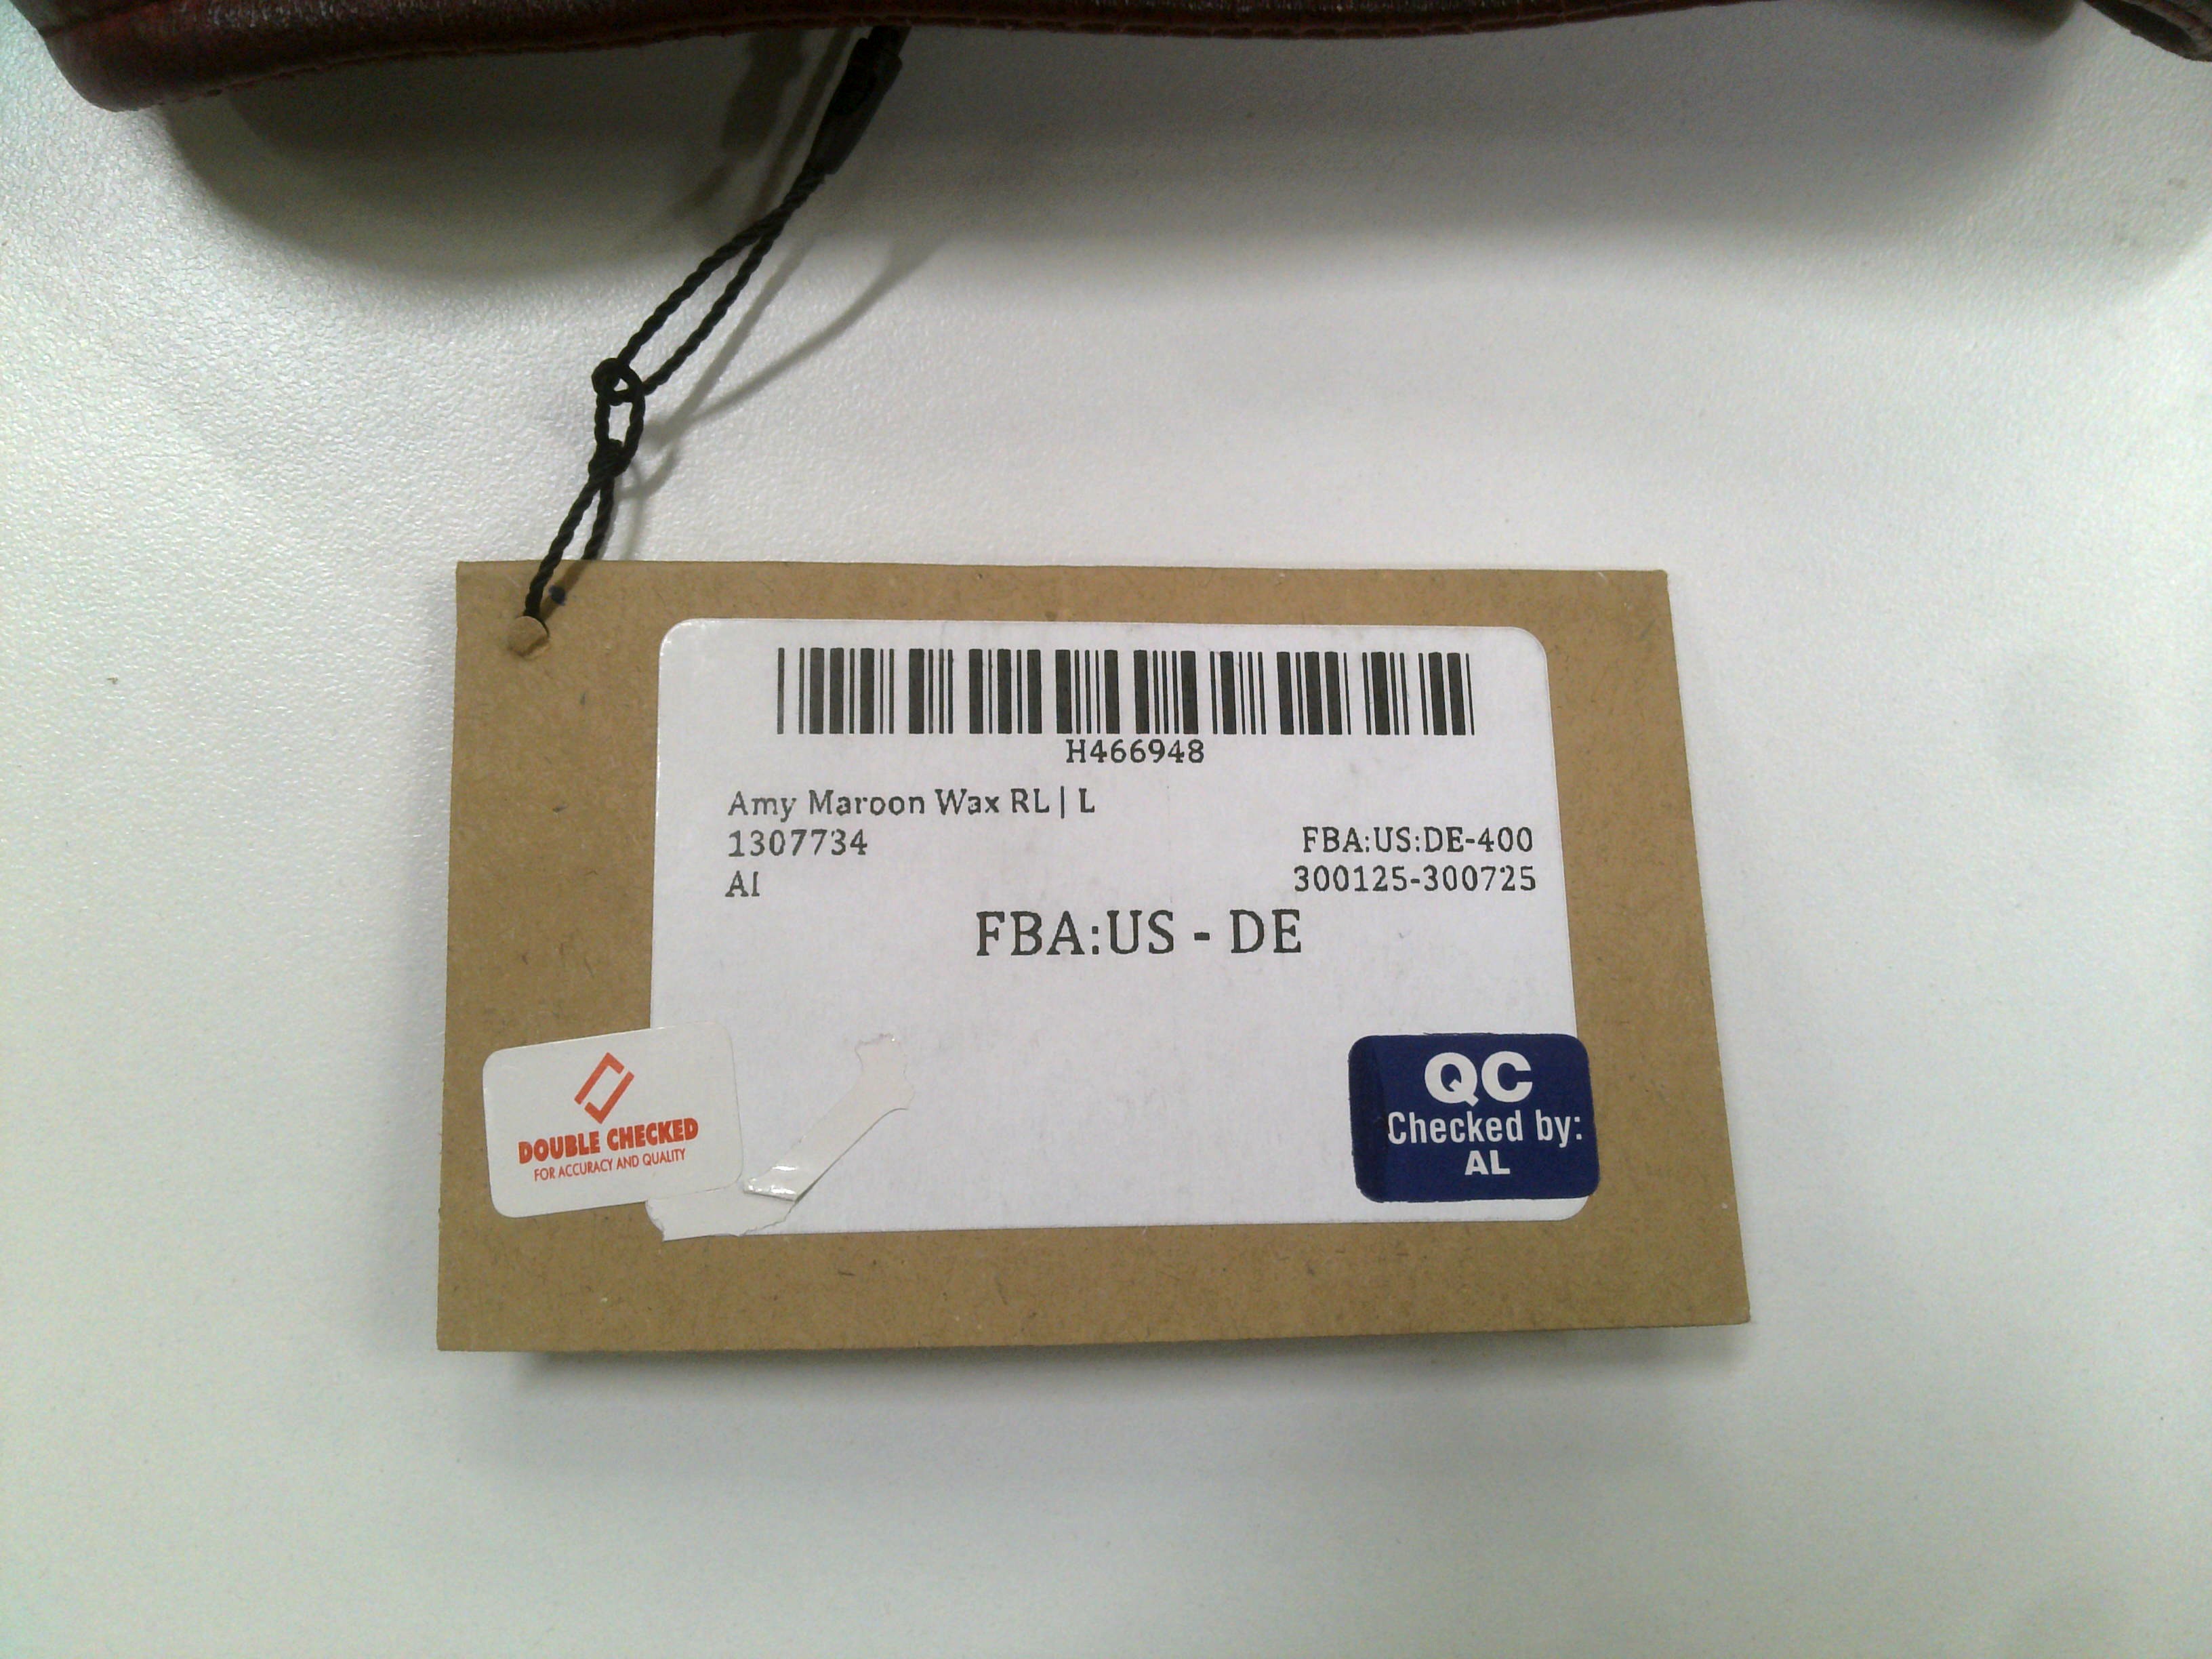 H466948
Amy Maroon Wax RL | L
1307734
FBA:US:DE-400
AI
300125-300725
FBA:US - DE
DOUBLE CHECKED
FOR ACCURACY AND QUALITY
QC
Checked by:
AL